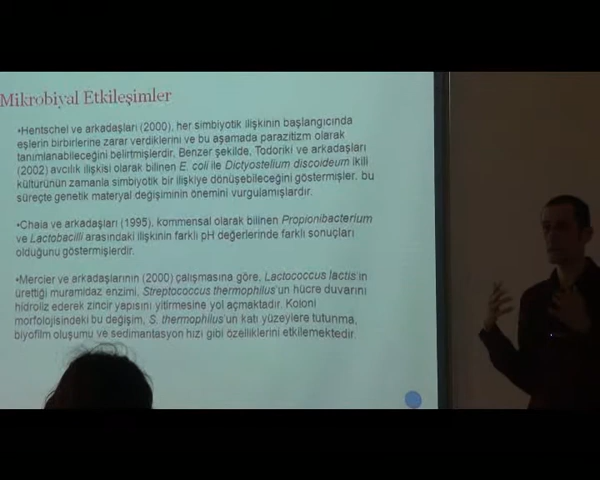 Mikrobiyal Etkileşimler
•Hentschel ve arkadaşları (2000), her simbiyotik ilişkinin başlangıcında
eşlerin birbirlerine zarar verdiklerini ve bu aşamada parazitizm olarak
tanımlanabileceğini belirtmişlerdir. Benzer şekilde, Todoriki ve arkadaşları
(2002) avcılık ilişkisi olarak bilinen E. coli ile Dictyostelium discoideum ikili
kültürünün zamanla simbiyotik bir ilişkiye dönüşebileceğini göstermişler, bu
süreçte genetik materyal değişiminin önemini vurgulamışlardır.
•Chaia ve arkadaşları (1995), kommensal olarak bilinen Propionibacterium
ve Lactobacilli arasındaki ilişkinin farklı pH değerlerinde farklı sonuçları
olduğunu göstermişlerdir.
•Mercier ve arkadaşlarının (2000) çalışmasına göre, Lactococcus lactis'in
ürettiği muramidaz enzimi, Streptococcus thermophilus'un hücre duvarını
hidroliz ederek zincir yapısını yitirmesine yol açmaktadır. Koloni
morfolojisindeki bu değişim, S. thermophilus'un katı yüzeylere tutunma,
biyofilm oluşumu ve sedimantasyon hızı gibi özelliklerini etkilemektedir.